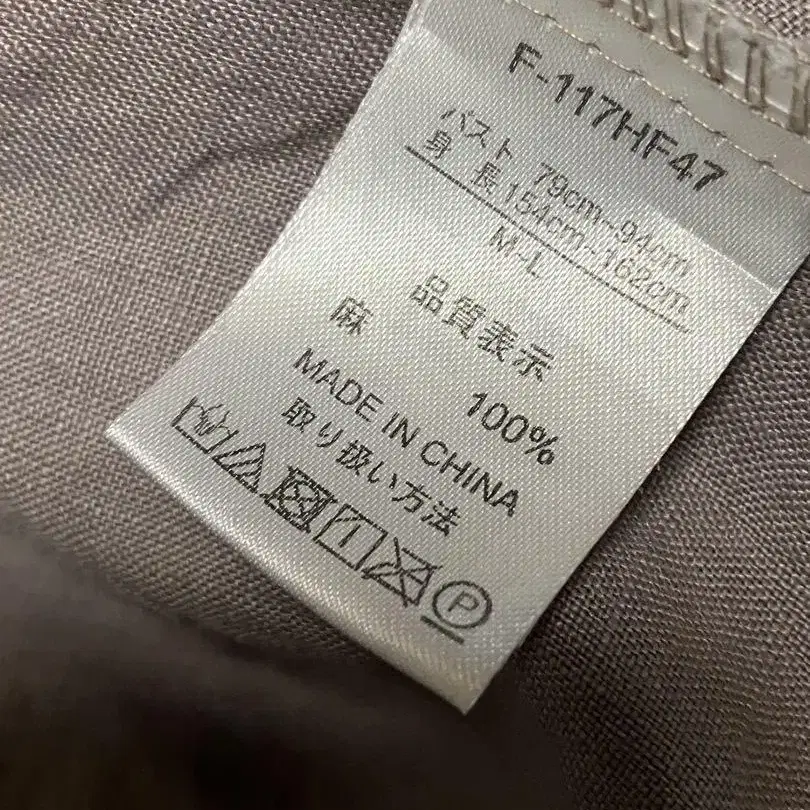 F-117HF47
バスト 79cm~94cm
身 長 154cm~162cm
M-L
品質表示
麻 100%
MADE IN CHINA
取り扱い方法
P